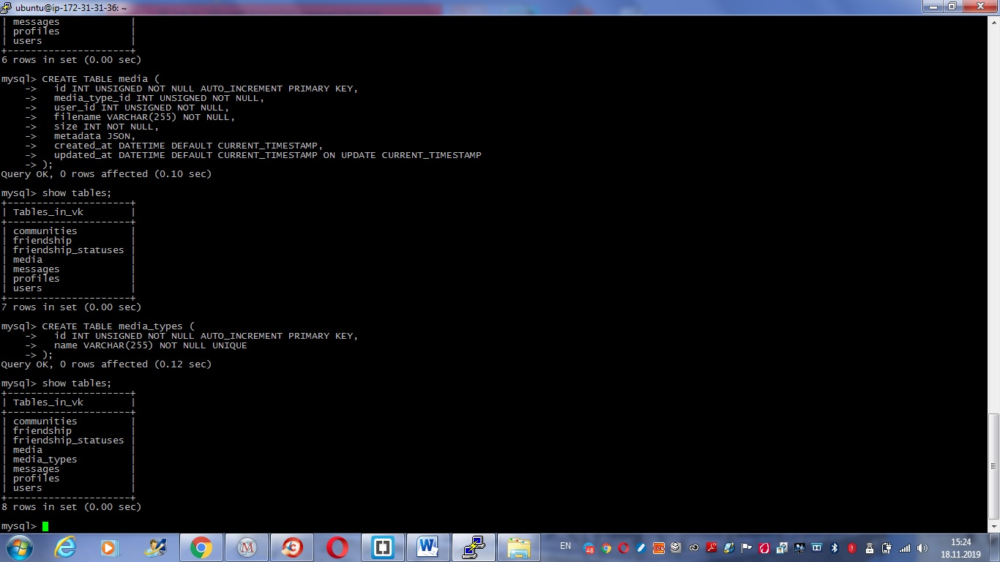 ubuntu@ip-172-31-31-36: ~
| messages            |
| profiles            |
| users               |
+---------------------+
6 rows in set (0.00 sec)
mysql> CREATE TABLE media (
    ->   id INT UNSIGNED NOT NULL AUTO_INCREMENT PRIMARY KEY,
    ->   media_type_id INT UNSIGNED NOT NULL,
    ->   user_id INT UNSIGNED NOT NULL,
    ->   filename VARCHAR(255) NOT NULL,
    ->   size INT NOT NULL,
    ->   metadata JSON,
    ->   created_at DATETIME DEFAULT CURRENT_TIMESTAMP,
    ->   updated_at DATETIME DEFAULT CURRENT_TIMESTAMP ON UPDATE CURRENT_TIMESTAMP
    -> );
Query OK, 0 rows affected (0.10 sec)
mysql> show tables;
+---------------------+
| Tables_in_vk        |
+---------------------+
| communities         |
| friendship          |
| friendship_statuses |
| media               |
| messages            |
| profiles            |
| users               |
+---------------------+
7 rows in set (0.00 sec)
mysql> CREATE TABLE media_types (
    ->   id INT UNSIGNED NOT NULL AUTO_INCREMENT PRIMARY KEY,
    ->   name VARCHAR(255) NOT NULL UNIQUE
    -> );
Query OK, 0 rows affected (0.12 sec)
mysql> show tables;
+---------------------+
| Tables_in_vk        |
+---------------------+
| communities         |
| friendship          |
| friendship_statuses |
| media               |
| media_types         |
| messages            |
| profiles            |
| users               |
+---------------------+
8 rows in set (0.00 sec)
mysql>
EN
48
15:24
18.11.2019